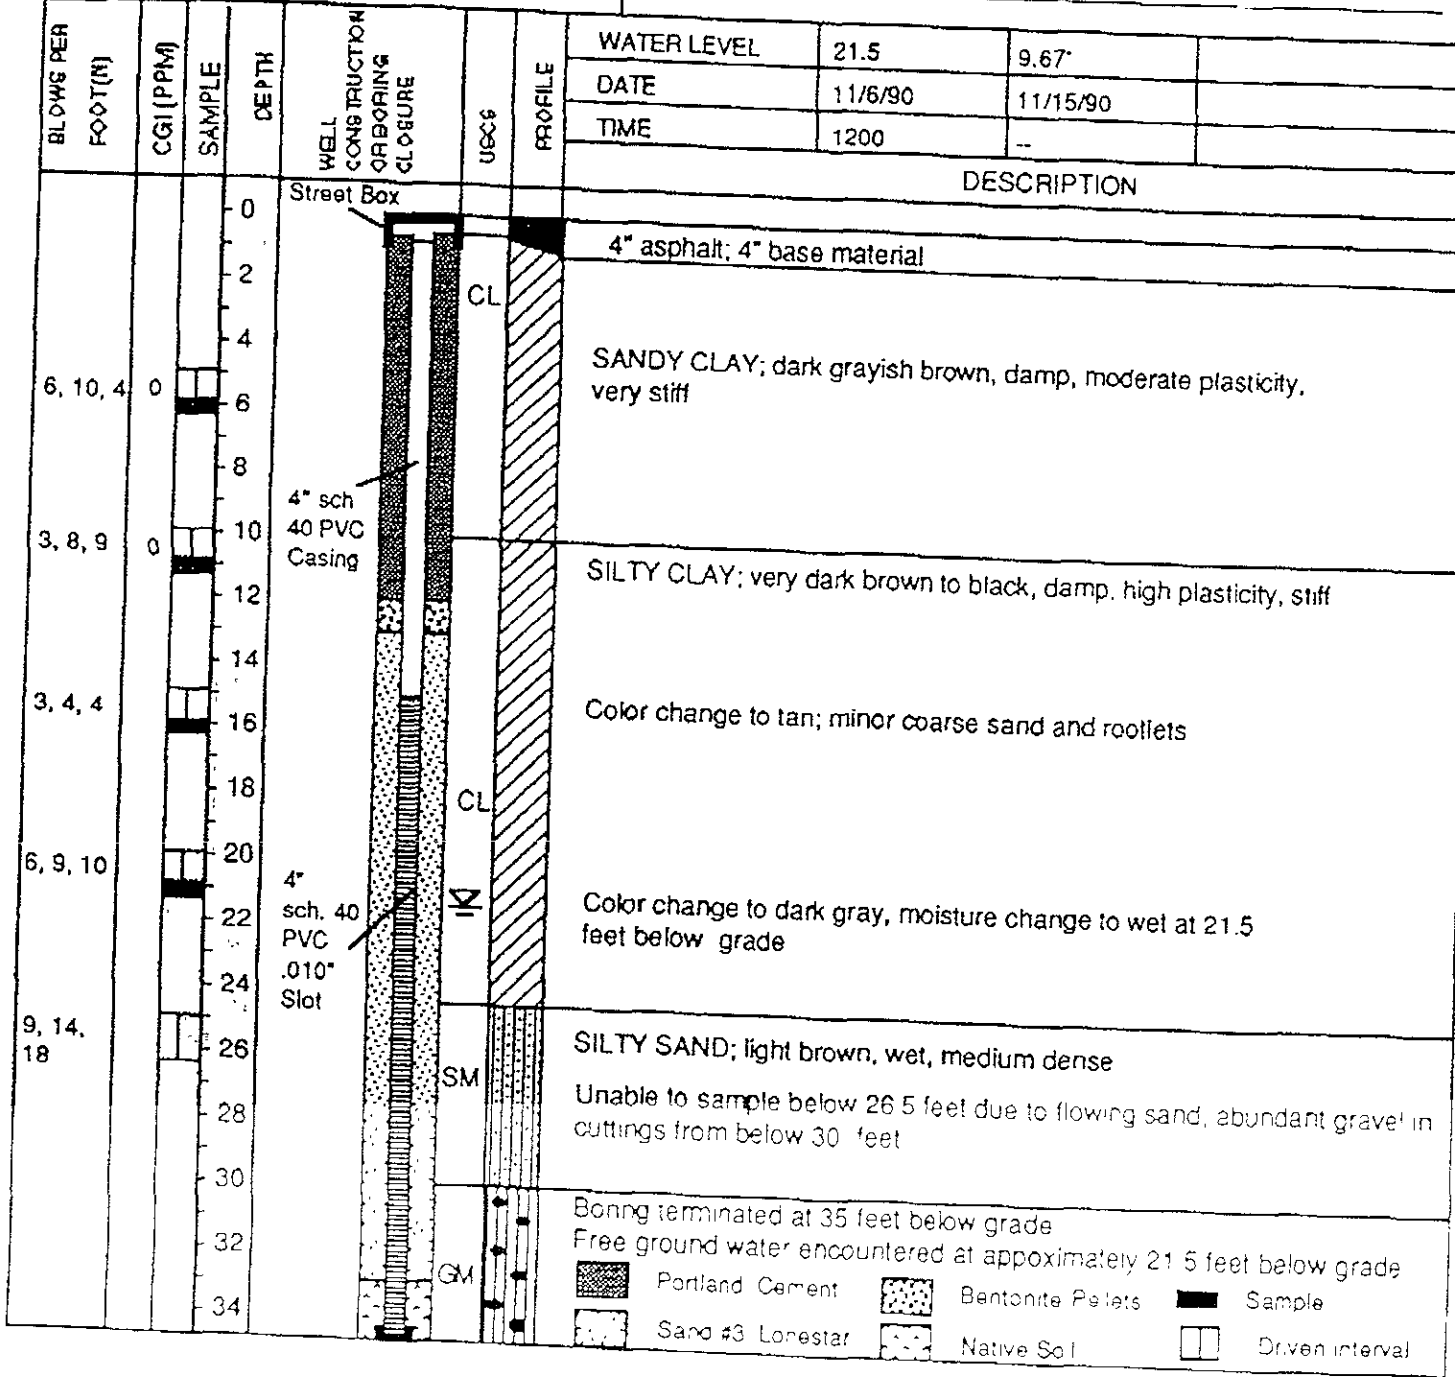 BLOWS PER FOOT(N)
CGI (PPM)
SAMPLE
DEPTH
WELL CONSTRUCTION OR BORING CLOSURE
USCS
PROFILE
WATER LEVEL 21.5 9.67'
DATE 11/6/90 11/15/90
TIME 1200 --
DESCRIPTION
Street Box
0
4" asphalt; 4" base material
2
CL
4
SANDY CLAY; dark grayish brown, damp, moderate plasticity,
very stiff
6, 10, 4 0
6
8
4" sch
40 PVC
Casing
3, 8, 9 0
10
SILTY CLAY; very dark brown to black, damp, high plasticity, stiff
12
14
3, 4, 4
Color change to tan; minor coarse sand and rootlets
16
18
CL
6, 9, 10
20
4"
sch. 40
PVC
.010"
Slot
22
Color change to dark gray, moisture change to wet at 21.5
feet below grade
24
9, 14,
18
26
SILTY SAND; light brown, wet, medium dense
SM
Unable to sample below 26 5 feet due to flowing sand, abundant gravel in
cuttings from below 30 feet
28
30
Boring terminated at 35 feet below grade
Free ground water encountered at appoximately 21 5 feet below grade
32
GM
Portland Cement Bentonite Pellets Sample
34
Sand #3 Lonestar Native Soil Driven interval